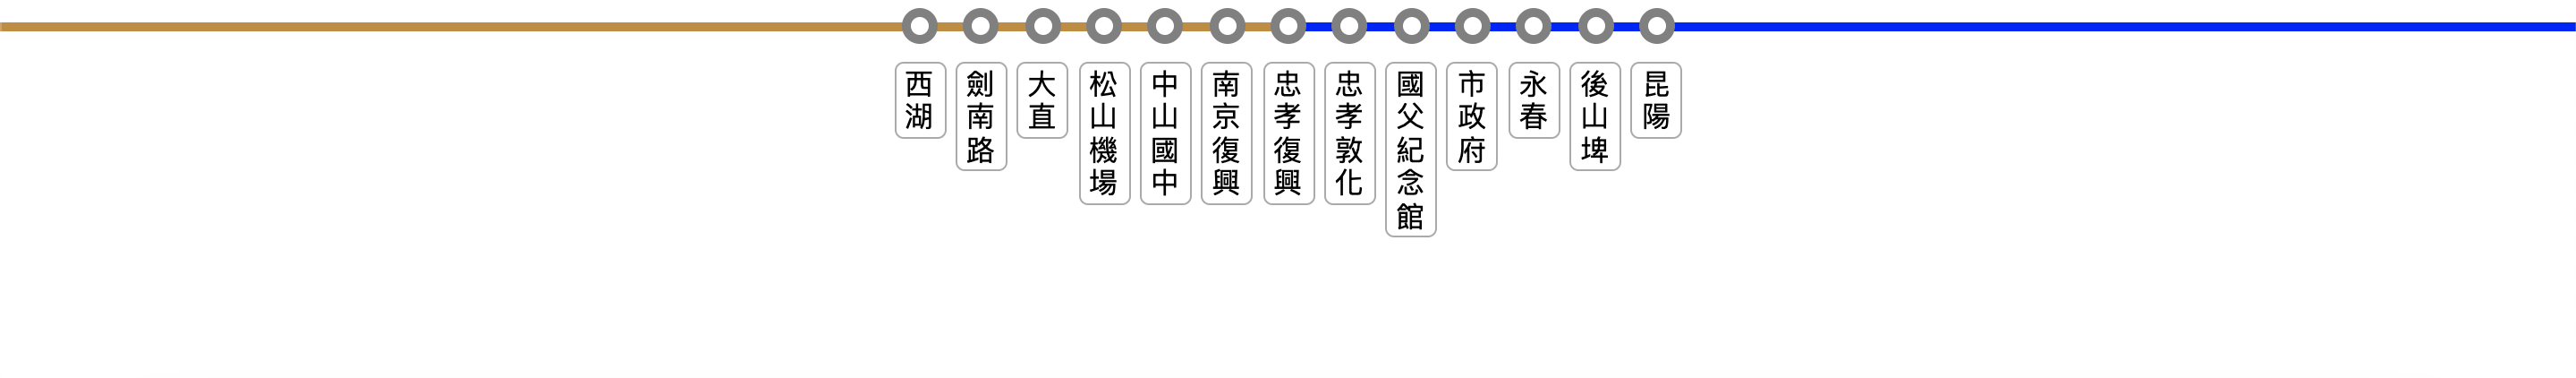 西湖
劍南路
大直
松山機場
中山國中
南京復興
忠孝復興
忠孝敦化
國父紀念館
市政府
永春
後山埤
昆陽